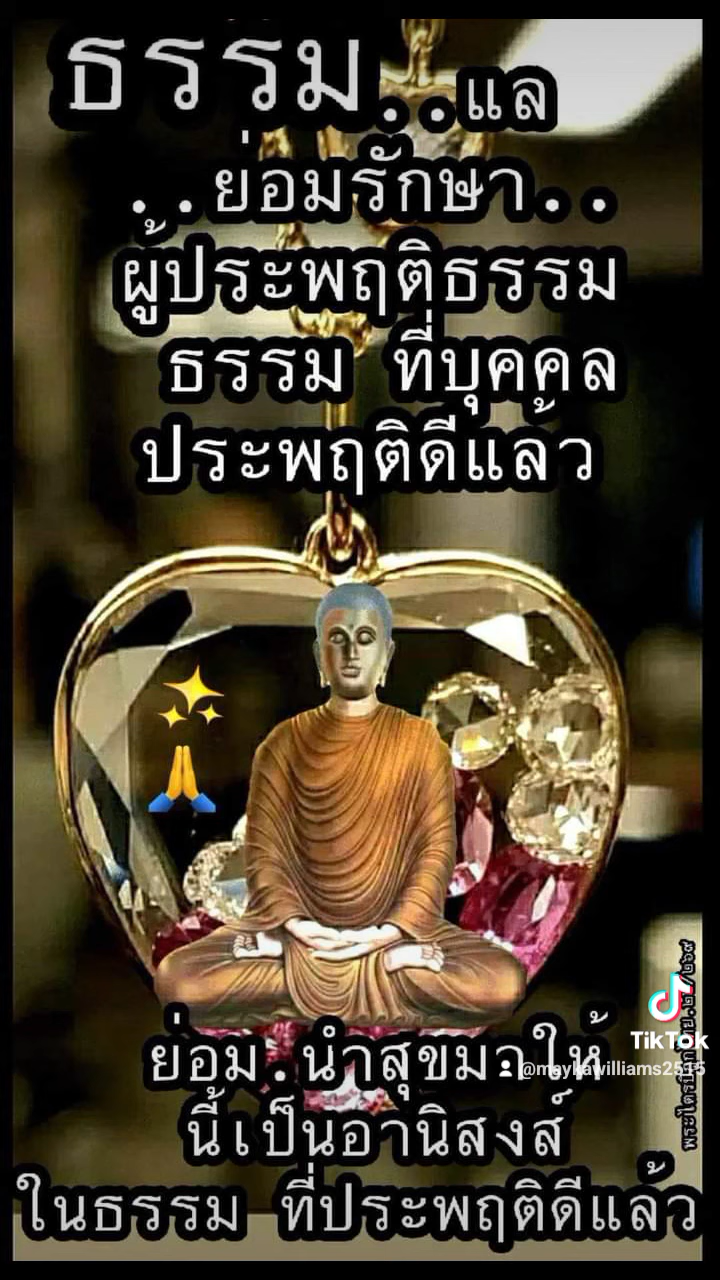 ธรรม..แล
..ย่อมรักษา..
ผู้ประพฤติธรรม
ธรรม ที่บุคคล
ประพฤติดีแล้ว
ย่อม.นำสุขมาให้
นี้เป็นอานิสงส์
ในธรรม ที่ประพฤติดีแล้ว
TikTok
@maykawilliams2515